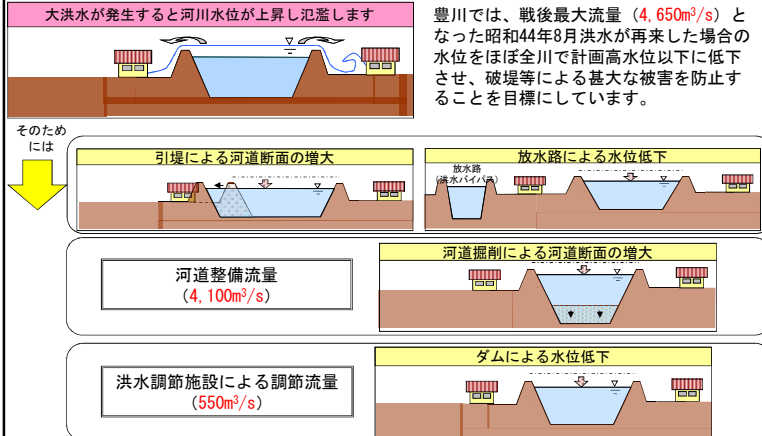 大洪水が発生すると河川水位が上昇し氾濫します
豊川では、戦後最大流量（4,650m³/s）と
なった昭和44年8月洪水が再来した場合の
水位をほぼ全川で計画高水位以下に低下
させ、破堤等による甚大な被害を防止す
ることを目標にしています。
そのため
には
引堤による河道断面の増大
放水路による水位低下
放水路
（洪水バイパス）
河道掘削による河道断面の増大
河道整備流量
（4,100m³/s）
ダムによる水位低下
洪水調節施設による調節流量
（550m³/s）